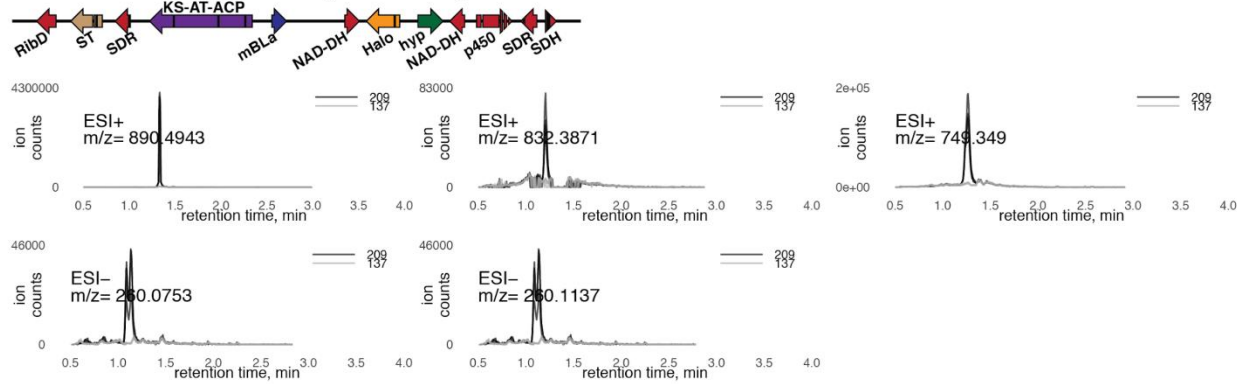 KS-AT-ACP
RibD ST SDR mBLa NAD-DH Halo hyp NAD-DH p450 SDR SDH
4300000
0
ion counts
ESI+
m/z= 890.4943
209
137
0.5 1.0 1.5 2.0 2.5 3.0 3.5 4.0
retention time, min
83000
0
ion counts
ESI+
m/z= 832.3871
209
137
0.5 1.0 1.5 2.0 2.5 3.0 3.5 4.0
retention time, min
2e+05
0e+00
ion counts
ESI+
m/z= 749.349
209
137
0.5 1.0 1.5 2.0 2.5 3.0 3.5 4.0
retention time, min
46000
0
ion counts
ESI−
m/z= 260.0753
209
137
0.5 1.0 1.5 2.0 2.5 3.0 3.5 4.0
retention time, min
46000
0
ion counts
ESI−
m/z= 260.1137
209
137
0.5 1.0 1.5 2.0 2.5 3.0 3.5 4.0
retention time, min